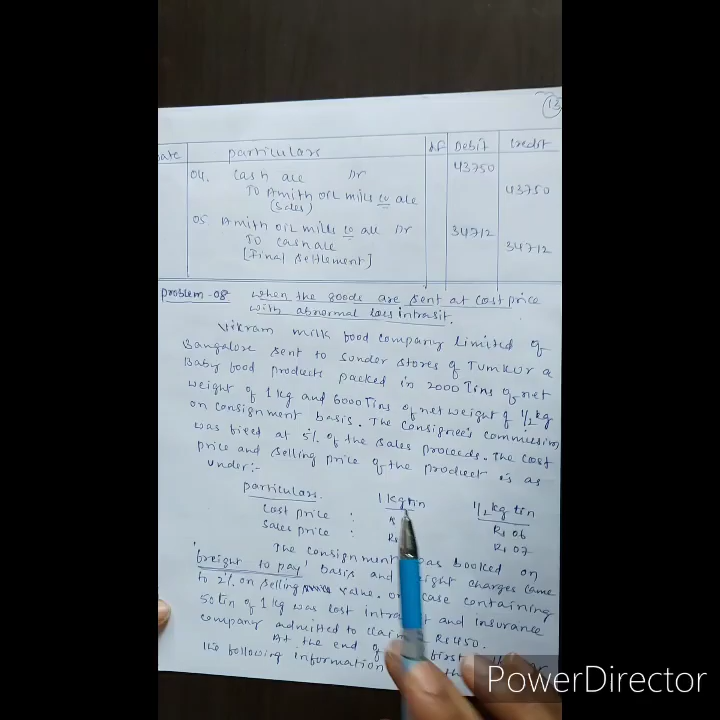 13
ate particulars Lf Debit Credit
04. Cash a/c Dr 43750
To Amith Oil mills co a/c 43750
(Sales)
05 Amith oil mills co a/c Dr 34712
To cash a/c 34712
[Final Settlement]
problem-08 when the goods are sent at cost price
with abnormal loss intrasit.
Vikram milk food company limited of
Bangalore sent to Sunder stores of Tumkur a
Baby food products packed in 2000 Tins of net
weight of 1 kg and 6000 Tins of net weight of 1/2 kg
on consignment basis. The Consignee's commission
was fixed at 5% of the sales proceeds. The cost
price and selling price of the product is as
under:-
particulars. 1 kg tin 1/2 kg tin
Cost price : Rs 06
Sales price : Rs Rs 07
The consignment was booked on
'freight to pay' basis and charges came
to 2% on selling value. One case containing
50 tin of 1 kg was lost intransit and insurance
company admitted to claim Rs 450.
At the end of first
the following information
PowerDirector